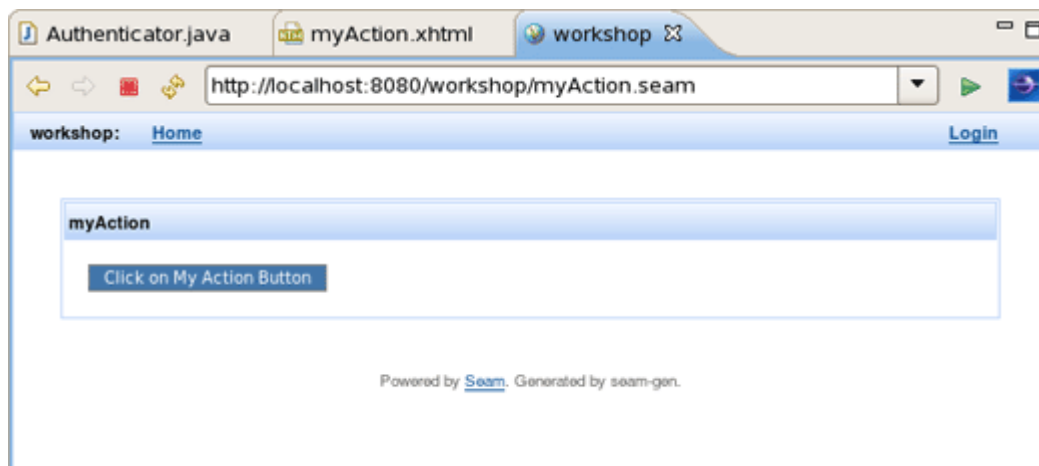 Authenticator.java myAction.xhtml workshop
http://localhost:8080/workshop/myAction.seam
workshop: Home Login
myAction
Click on My Action Button
Powered by Seam. Generated by seam-gen.